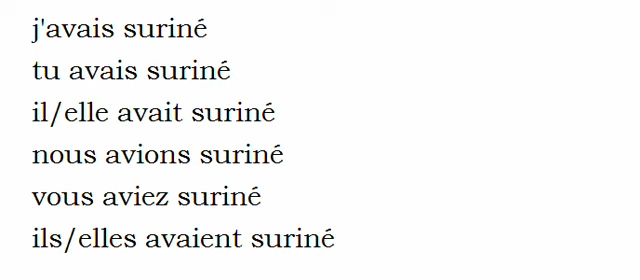 j'avais suriné
tu avais suriné
il/elle avait suriné
nous avions suriné
vous aviez suriné
ils/elles avaient suriné